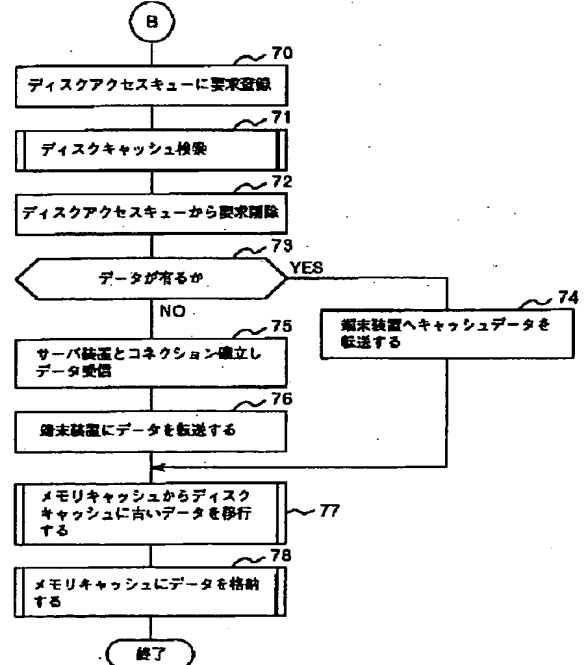 B
70
ディスクアクセスキューに要求登録
71
ディスクキャッシュ検索
72
ディスクアクセスキューから要求削除
73
データが有るか
YES
NO
74
端末装置へキャッシュデータを
転送する
75
サーバ装置とコネクション確立し
データ受信
76
端末装置にデータを転送する
メモリキャッシュからディスク
キャッシュに古いデータを移行
する
77
78
メモリキャッシュにデータを格納
する
終了